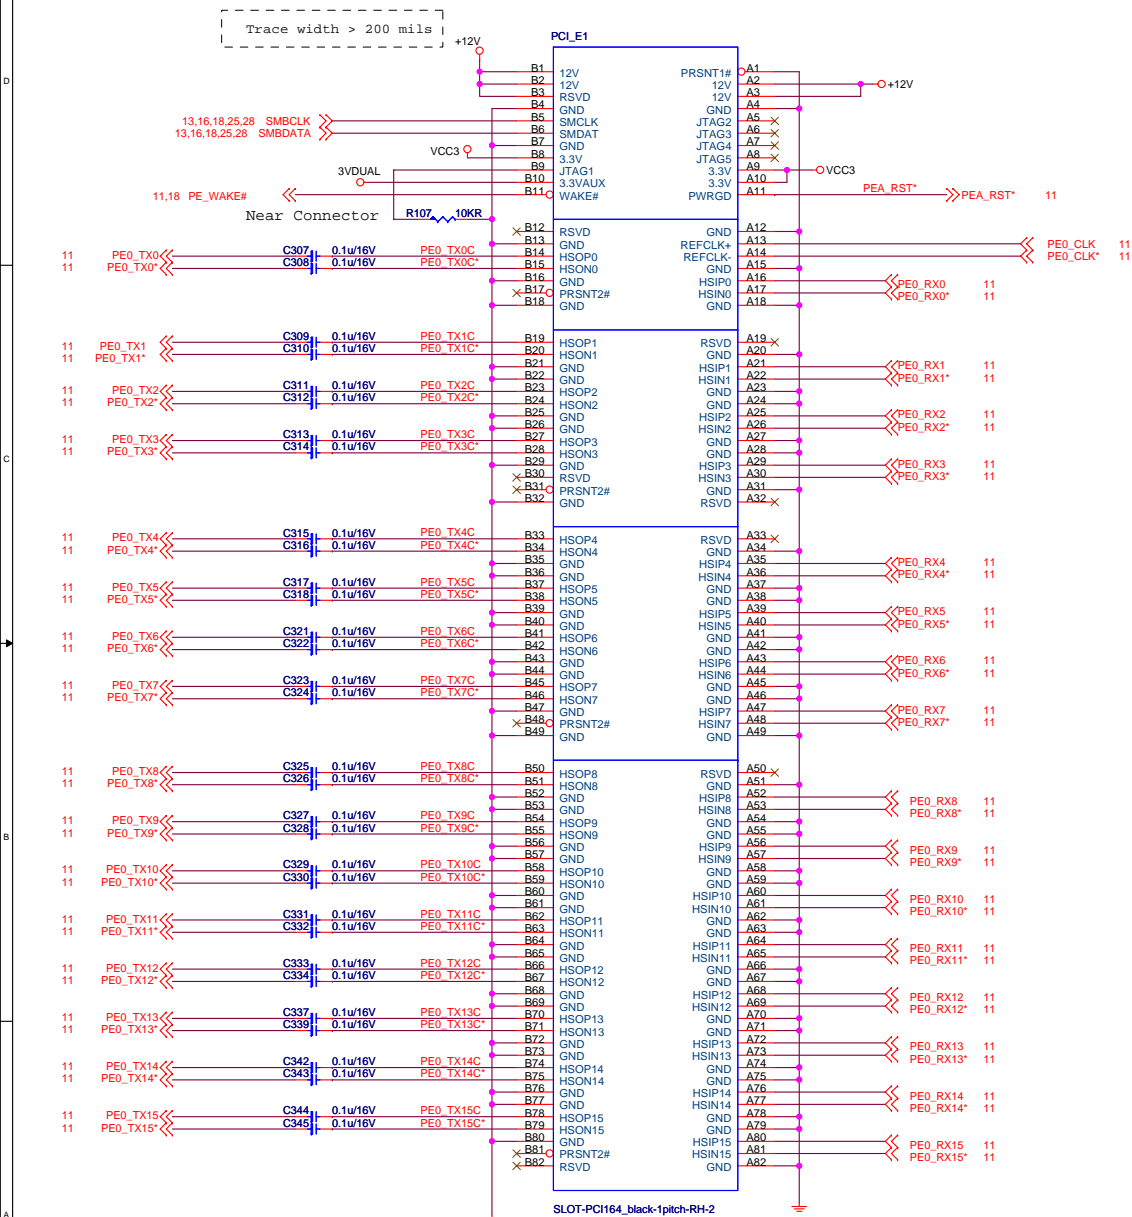 Trace width > 200 mils
PCI_E1
+12V
D
B1 12V PRSNT1# A1
B2 12V 12V A2 +12V
B3 RSVD 12V A3
B4 GND GND A4
13,16,18,25,28 SMBCLK B5 SMCLK JTAG2 A5
13,16,18,25,28 SMBDATA B6 SMDAT JTAG3 A6
B7 GND JTAG4 A7
VCC3 B8 3.3V JTAG5 A8
3VDUAL B9 JTAG1 3.3V A9 VCC3
B10 3.3VAUX 3.3V A10
11,18 PE_WAKE# B11 WAKE# PWRGD A11 PEA_RST* PEA_RST* 11
Near Connector R107 10KR
B12 RSVD GND A12
B13 GND REFCLK+ A13 PE0_CLK 11
11 PE0_TX0 C307 0.1u/16V PE0_TX0C B14 HSOP0 REFCLK- A14 PE0_CLK* 11
11 PE0_TX0* C308 0.1u/16V PE0_TX0C* B15 HSON0 GND A15
B16 GND HSIP0 A16 PE0_RX0 11
B17 PRSNT2# HSIN0 A17 PE0_RX0* 11
B18 GND GND A18
11 PE0_TX1 C309 0.1u/16V PE0_TX1C B19 HSOP1 RSVD A19
11 PE0_TX1* C310 0.1u/16V PE0_TX1C* B20 HSON1 GND A20
B21 GND HSIP1 A21 PE0_RX1 11
B22 GND HSIN1 A22 PE0_RX1* 11
11 PE0_TX2 C311 0.1u/16V PE0_TX2C B23 HSOP2 GND A23
11 PE0_TX2* C312 0.1u/16V PE0_TX2C* B24 HSON2 GND A24
B25 GND HSIP2 A25 PE0_RX2 11
B26 GND HSIN2 A26 PE0_RX2* 11
11 PE0_TX3 C313 0.1u/16V PE0_TX3C B27 HSOP3 GND A27
11 PE0_TX3* C314 0.1u/16V PE0_TX3C* B28 HSON3 GND A28
C
B29 GND HSIP3 A29 PE0_RX3 11
B30 RSVD HSIN3 A30 PE0_RX3* 11
B31 PRSNT2# GND A31
B32 GND RSVD A32
11 PE0_TX4 C315 0.1u/16V PE0_TX4C B33 HSOP4 RSVD A33
11 PE0_TX4* C316 0.1u/16V PE0_TX4C* B34 HSON4 GND A34
B35 GND HSIP4 A35 PE0_RX4 11
B36 GND HSIN4 A36 PE0_RX4* 11
11 PE0_TX5 C317 0.1u/16V PE0_TX5C B37 HSOP5 GND A37
11 PE0_TX5* C318 0.1u/16V PE0_TX5C* B38 HSON5 GND A38
B39 GND HSIP5 A39 PE0_RX5 11
B40 GND HSIN5 A40 PE0_RX5* 11
11 PE0_TX6 C321 0.1u/16V PE0_TX6C B41 HSOP6 GND A41
11 PE0_TX6* C322 0.1u/16V PE0_TX6C* B42 HSON6 GND A42
B43 GND HSIP6 A43 PE0_RX6 11
B44 GND HSIN6 A44 PE0_RX6* 11
11 PE0_TX7 C323 0.1u/16V PE0_TX7C B45 HSOP7 GND A45
11 PE0_TX7* C324 0.1u/16V PE0_TX7C* B46 HSON7 GND A46
B47 GND HSIP7 A47 PE0_RX7 11
B48 PRSNT2# HSIN7 A48 PE0_RX7* 11
B49 GND GND A49
11 PE0_TX8 C325 0.1u/16V PE0_TX8C B50 HSOP8 RSVD A50
11 PE0_TX8* C326 0.1u/16V PE0_TX8C* B51 HSON8 GND A51
B52 GND HSIP8 A52 PE0_RX8 11
B53 GND HSIN8 A53 PE0_RX8* 11
11 PE0_TX9 C327 0.1u/16V PE0_TX9C B54 HSOP9 GND A54
11 PE0_TX9* C328 0.1u/16V PE0_TX9C* B55 HSON9 GND A55
B
B56 GND HSIP9 A56 PE0_RX9 11
B57 GND HSIN9 A57 PE0_RX9* 11
11 PE0_TX10 C329 0.1u/16V PE0_TX10C B58 HSOP10 GND A58
11 PE0_TX10* C330 0.1u/16V PE0_TX10C* B59 HSON10 GND A59
B60 GND HSIP10 A60 PE0_RX10 11
B61 GND HSIN10 A61 PE0_RX10* 11
11 PE0_TX11 C331 0.1u/16V PE0_TX11C B62 HSOP11 GND A62
11 PE0_TX11* C332 0.1u/16V PE0_TX11C* B63 HSON11 GND A63
B64 GND HSIP11 A64 PE0_RX11 11
B65 GND HSIN11 A65 PE0_RX11* 11
11 PE0_TX12 C333 0.1u/16V PE0_TX12C B66 HSOP12 GND A66
11 PE0_TX12* C334 0.1u/16V PE0_TX12C* B67 HSON12 GND A67
B68 GND HSIP12 A68 PE0_RX12 11
B69 GND HSIN12 A69 PE0_RX12* 11
11 PE0_TX13 C337 0.1u/16V PE0_TX13C B70 HSOP13 GND A70
11 PE0_TX13* C339 0.1u/16V PE0_TX13C* B71 HSON13 GND A71
B72 GND HSIP13 A72 PE0_RX13 11
B73 GND HSIN13 A73 PE0_RX13* 11
11 PE0_TX14 C342 0.1u/16V PE0_TX14C B74 HSOP14 GND A74
11 PE0_TX14* C343 0.1u/16V PE0_TX14C* B75 HSON14 GND A75
B76 GND HSIP14 A76 PE0_RX14 11
B77 GND HSIN14 A77 PE0_RX14* 11
11 PE0_TX15 C344 0.1u/16V PE0_TX15C B78 HSOP15 GND A78
11 PE0_TX15* C345 0.1u/16V PE0_TX15C* B79 HSON15 GND A79
B80 GND HSIP15 A80 PE0_RX15 11
B81 PRSNT2# HSIN15 A81 PE0_RX15* 11
B82 RSVD GND A82
SLOT-PCI164_black-1pitch-RH-2
A